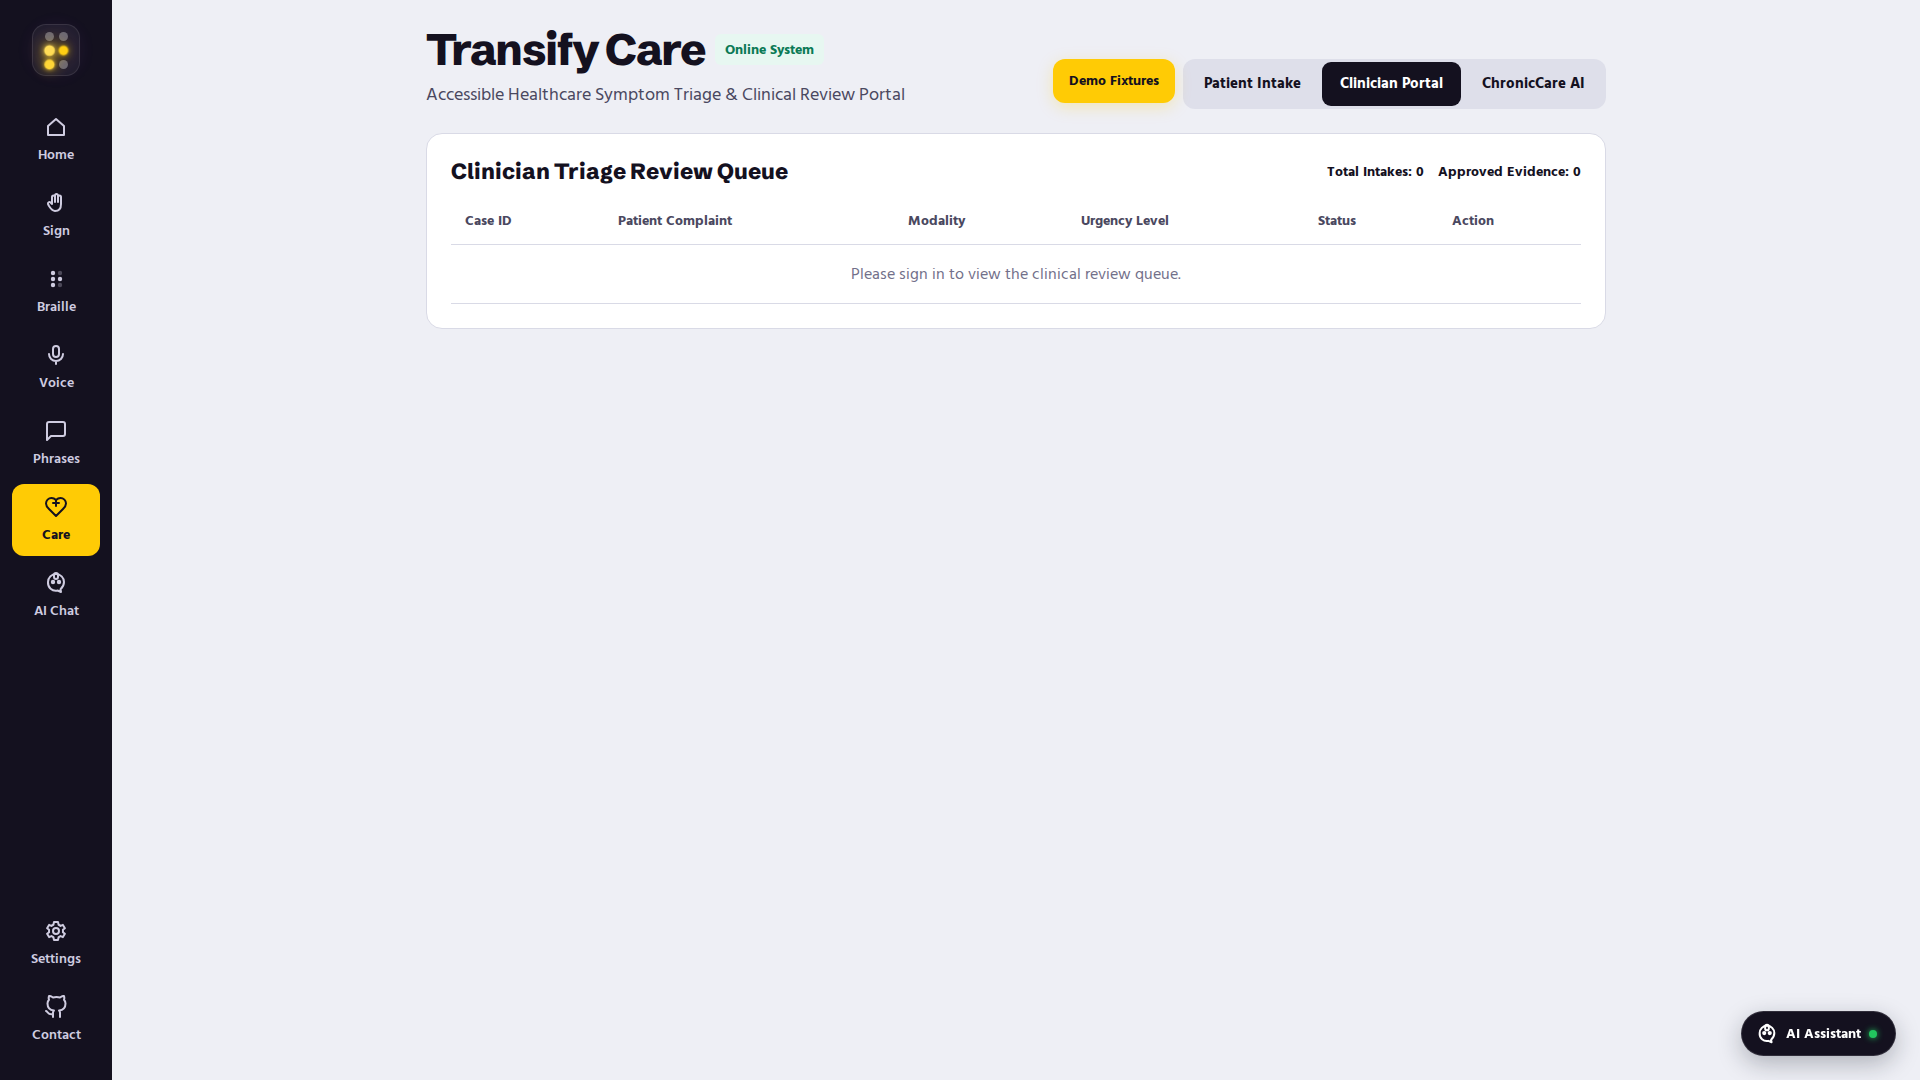 Home
Sign
Braille
Voice
Phrases
Care
AI Chat
Settings
Contact
Transify Care
Online System
Accessible Healthcare Symptom Triage & Clinical Review Portal
Demo Fixtures
Patient Intake
Clinician Portal
ChronicCare AI
Clinician Triage Review Queue
Total Intakes: 0 Approved Evidence: 0
Case ID Patient Complaint Modality Urgency Level Status Action
Please sign in to view the clinical review queue.
AI Assistant